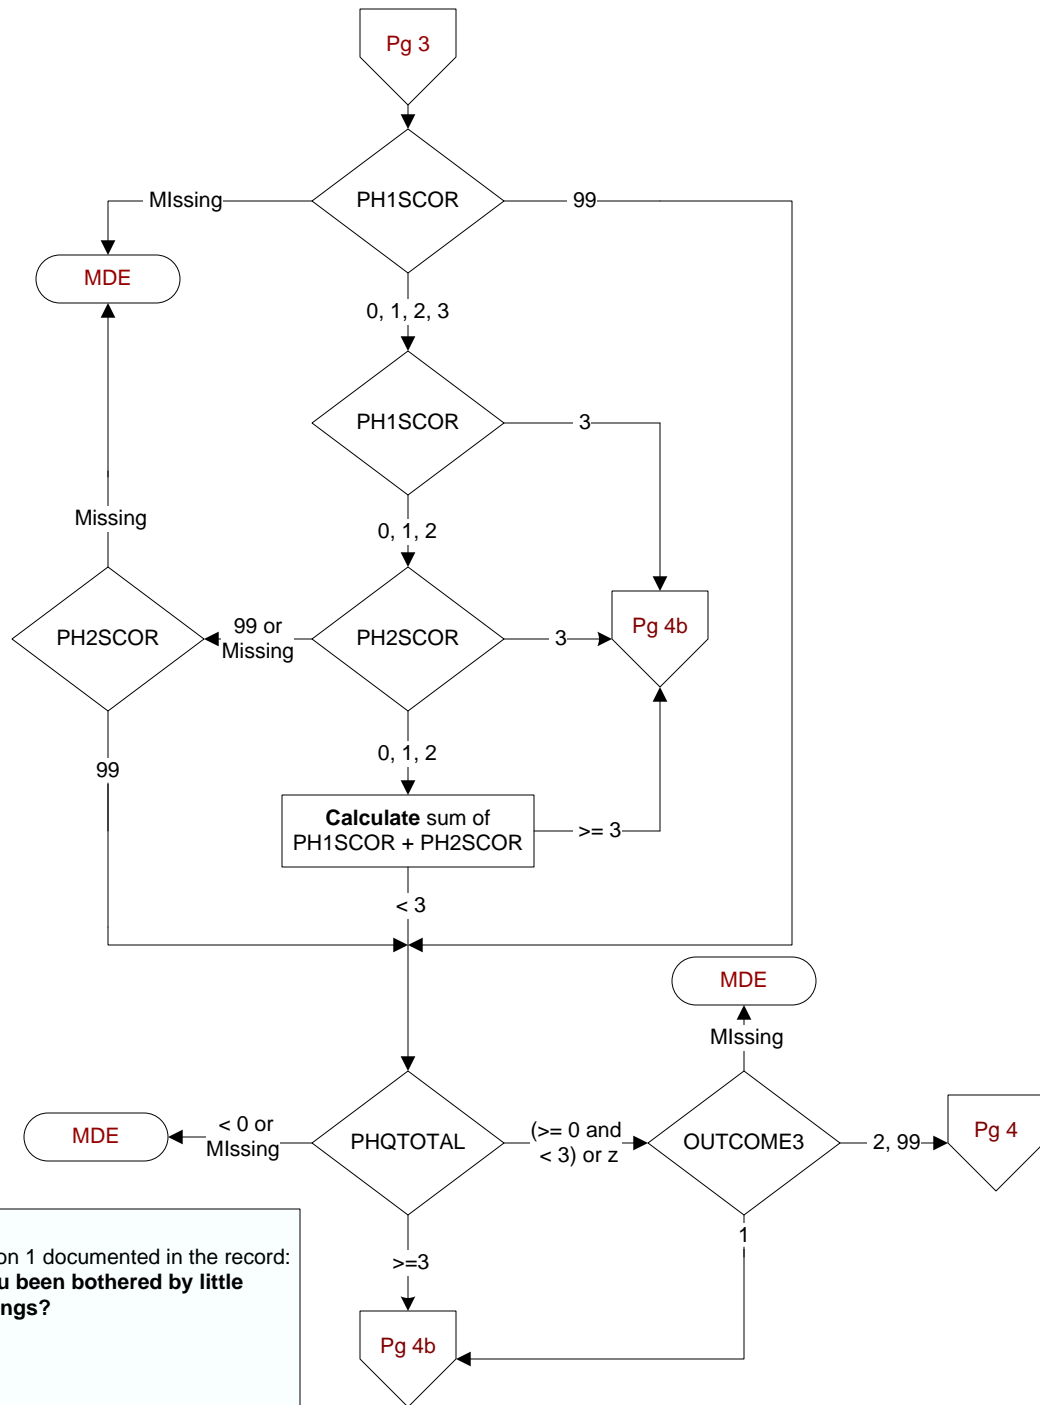 Pg 3
PH1SCOR
MIssing
99
MDE
0, 1, 2, 3
PH1SCOR
3
0, 1, 2
Missing
PH2SCOR
99 or
Missing
PH2SCOR
3
Pg 4b
0, 1, 2
99
Calculate sum of
PH1SCOR + PH2SCOR
>= 3
< 3
MDE
MIssing
MDE
< 0 or
MIssing
PHQTOTAL
(>= 0 and
< 3) or z
OUTCOME3
2, 99
Pg 4
1
>=3
Pg 4b
on 1 documented in the record:
u been bothered by little
ngs?